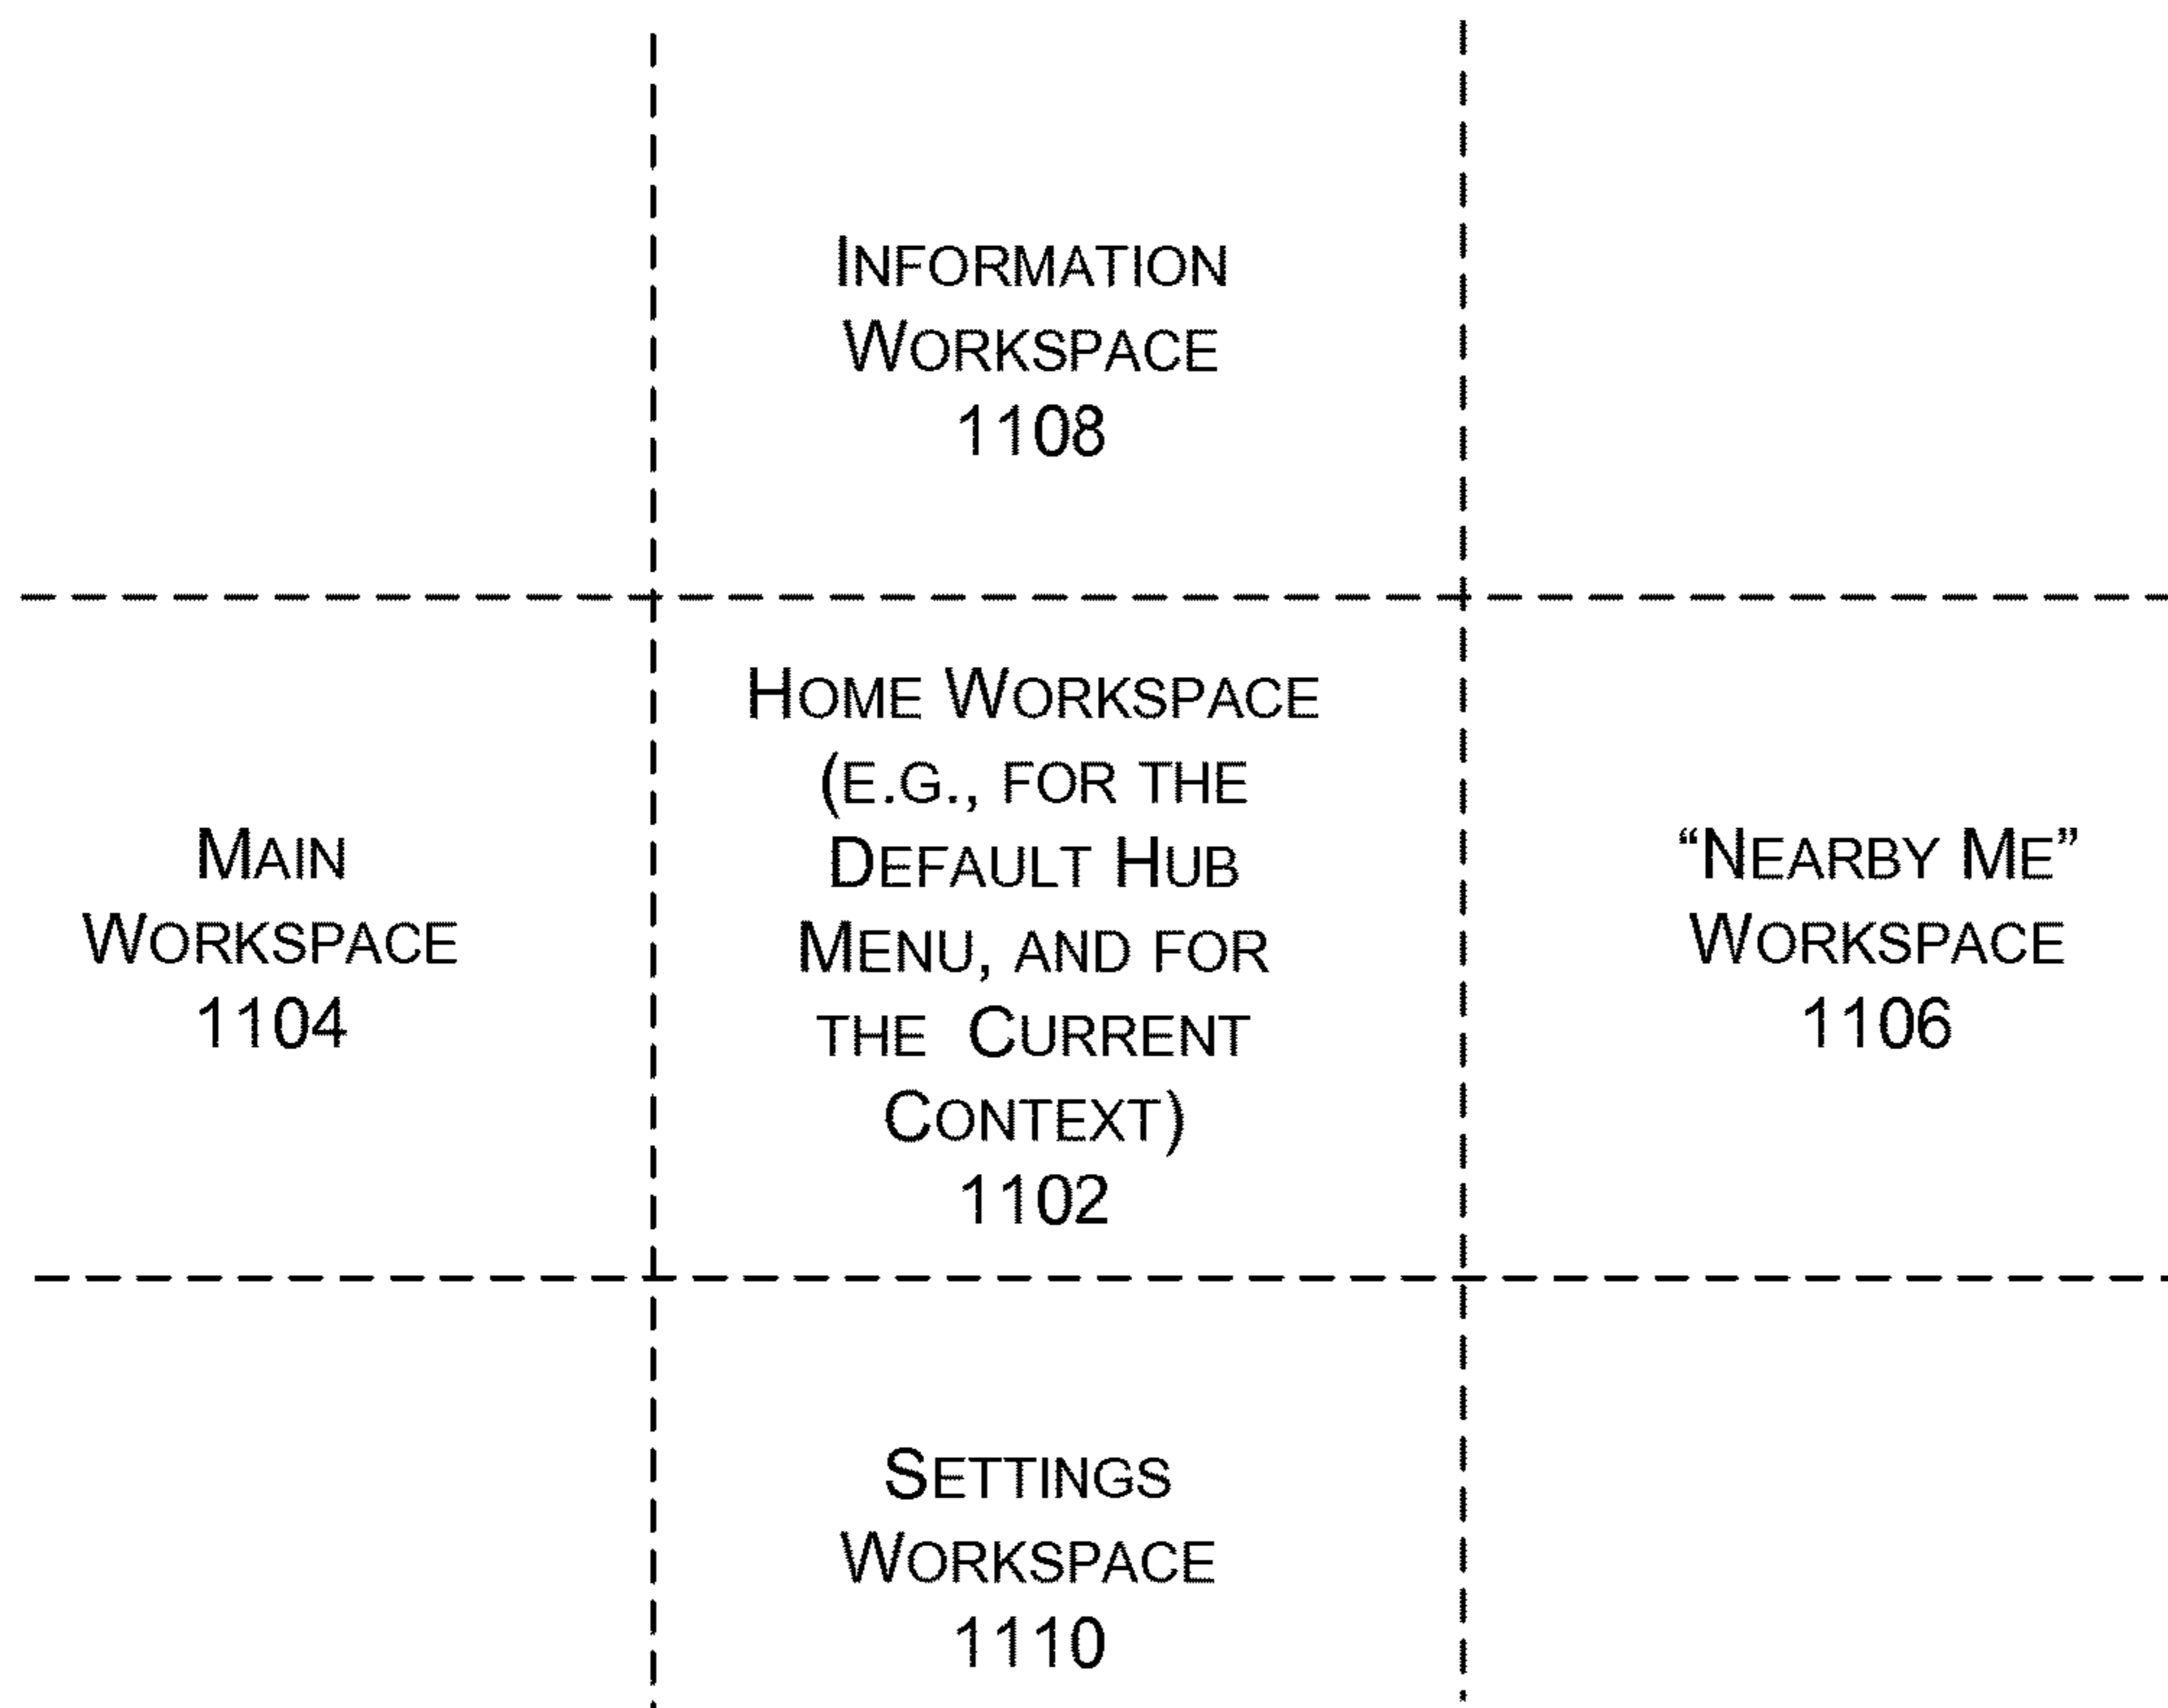 INFORMATION
WORKSPACE
1108
MAIN
WORKSPACE
1104
HOME WORKSPACE
(E.G., FOR THE
DEFAULT HUB
MENU, AND FOR
THE CURRENT
CONTEXT)
1102
“NEARBY ME”
WORKSPACE
1106
SETTINGS
WORKSPACE
1110